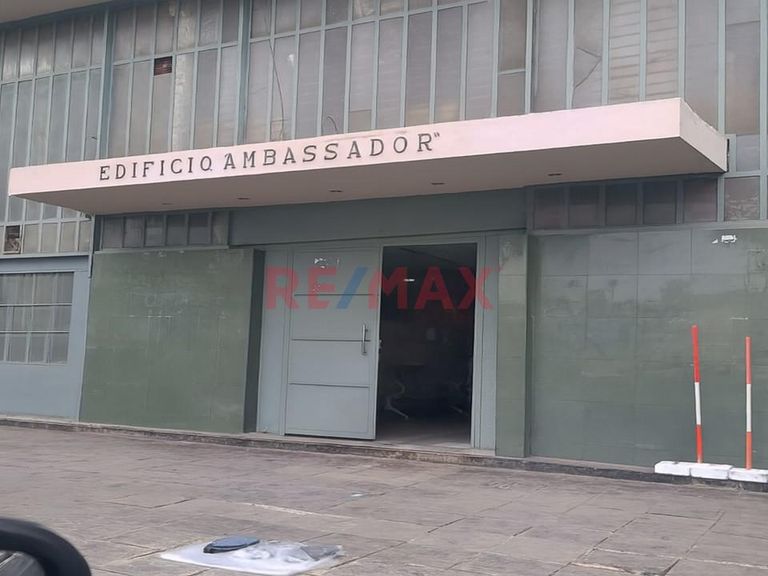 EDIFICIO AMBASSADOR"
RE/MAX